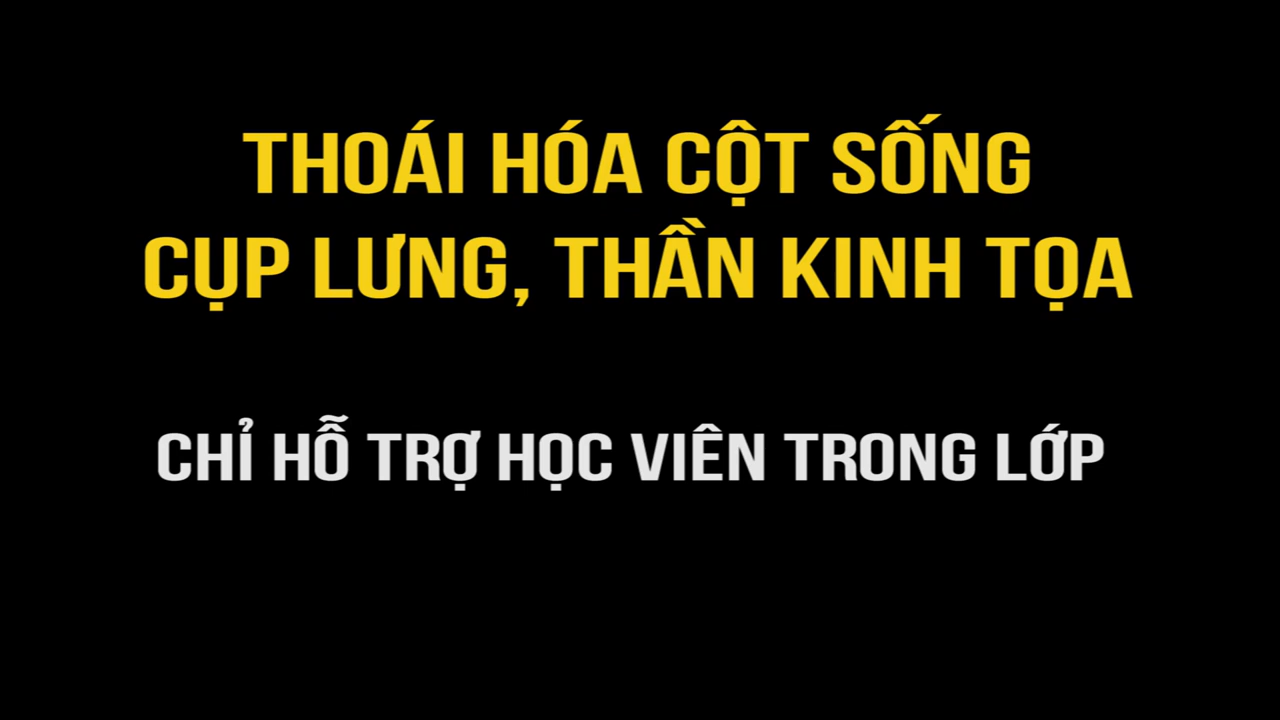 THOÁI HÓA CỘT SỐNG
CỤP LƯNG, THẦN KINH TỌA
CHỈ HỖ TRỢ HỌC VIÊN TRONG LỚP